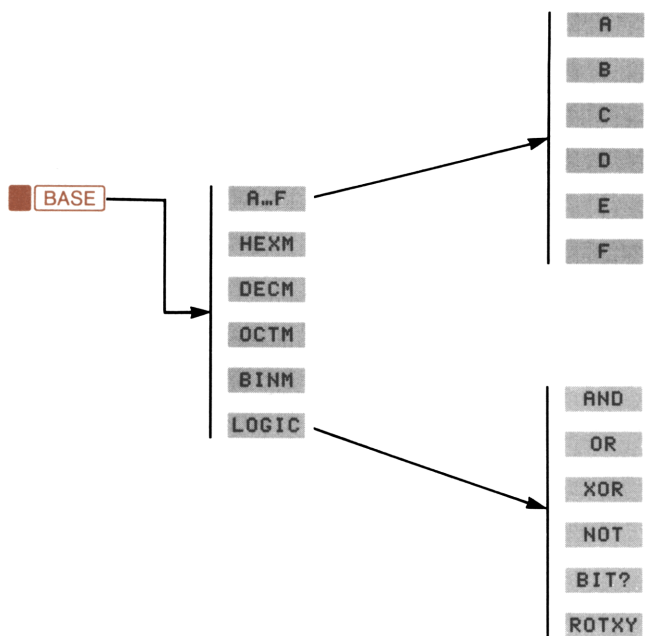 BASE
A…F
HEXM
DECM
OCTM
BINM
LOGIC
A
B
C
D
E
F
AND
OR
XOR
NOT
BIT?
ROTXY